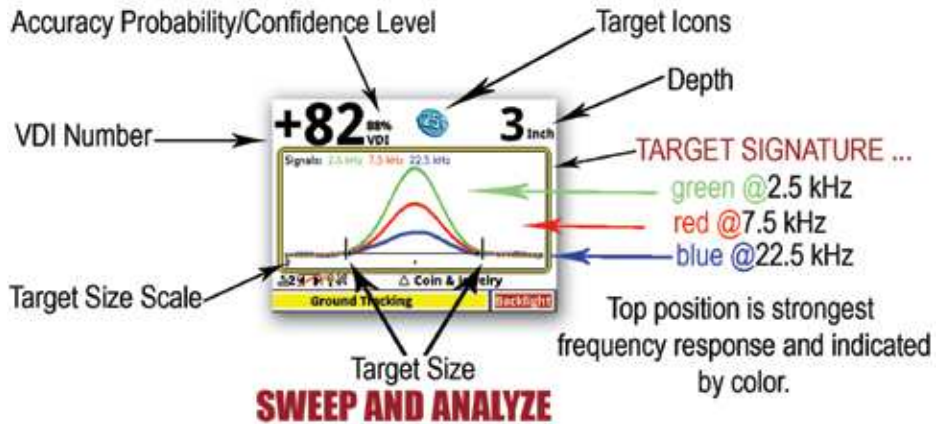 Accuracy Probability/Confidence Level
Target Icons
Depth
VDI Number
+82
88%
VDI
25
3 Inch
TARGET SIGNATURE ...
Signals: 2.5 kHz 7.5 kHz 22.5 kHz
green @2.5 kHz
red @7.5 kHz
blue @22.5 kHz
Target Size Scale
Coin & Jewelry
Ground Tracking
Backlight
Top position is strongest
frequency response and indicated
by color.
Target Size
SWEEP AND ANALYZE